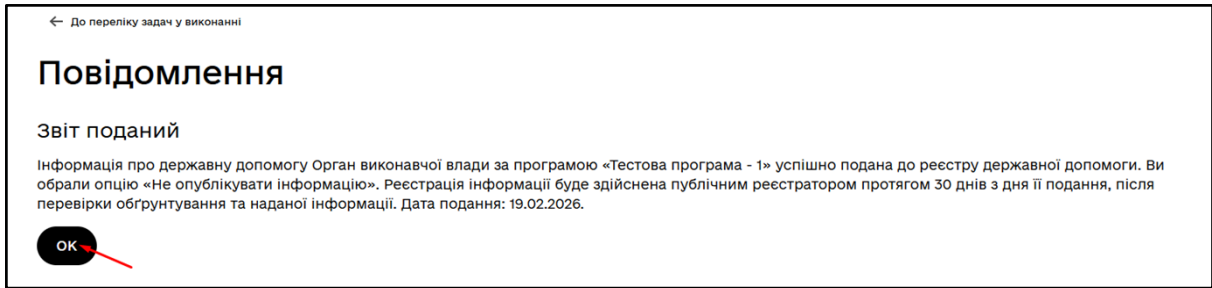 ← До переліку задач у виконанні
Повідомлення
Звіт поданий
Інформація про державну допомогу Орган виконавчої влади за програмою «Тестова програма - 1» успішно подана до реєстру державної допомоги. Ви
обрали опцію «Не опублікувати інформацію». Реєстрація інформації буде здійснена публічним реєстратором протягом 30 днів з дня її подання, після
перевірки обґрунтування та наданої інформації. Дата подання: 19.02.2026.
ОК